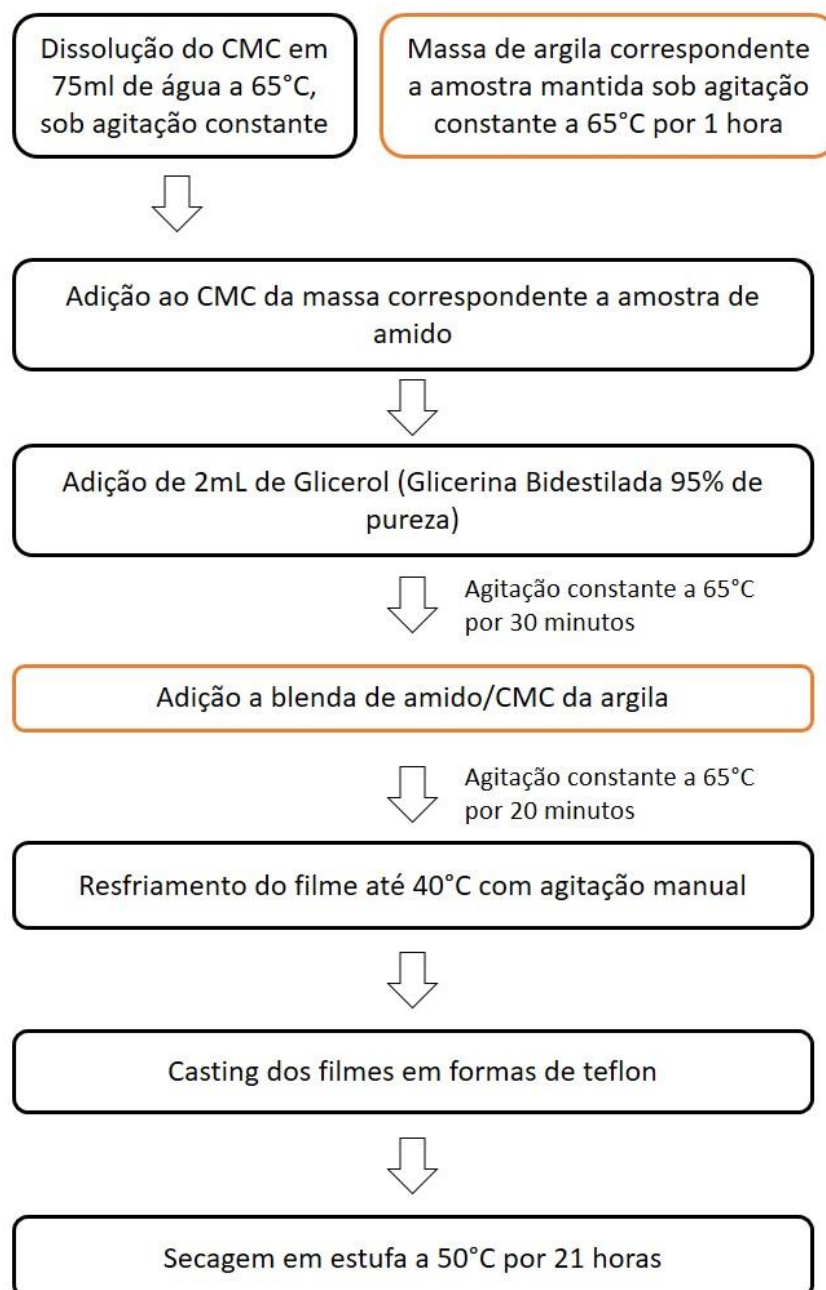 Dissolução do CMC em
75ml de água a 65°C,
sob agitação constante
Massa de argila correspondente
a amostra mantida sob agitação
constante a 65°C por 1 hora
Adição ao CMC da massa correspondente a amostra de
amido
Adição de 2mL de Glicerol (Glicerina Bidestilada 95% de
pureza)
Agitação constante a 65°C
por 30 minutos
Adição a blenda de amido/CMC da argila
Agitação constante a 65°C
por 20 minutos
Resfriamento do filme até 40°C com agitação manual
Casting dos filmes em formas de teflon
Secagem em estufa a 50°C por 21 horas